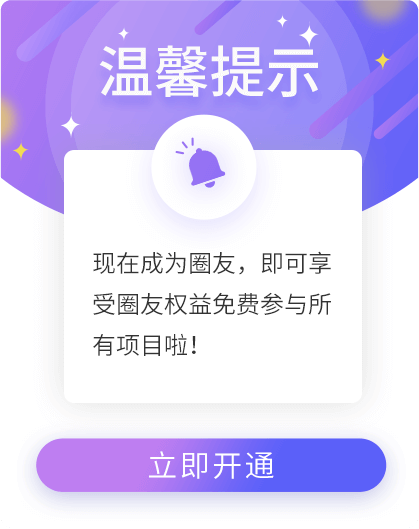 温馨提示
现在成为圈友，即可享
受圈友权益免费参与所
有项目啦！
立即开通